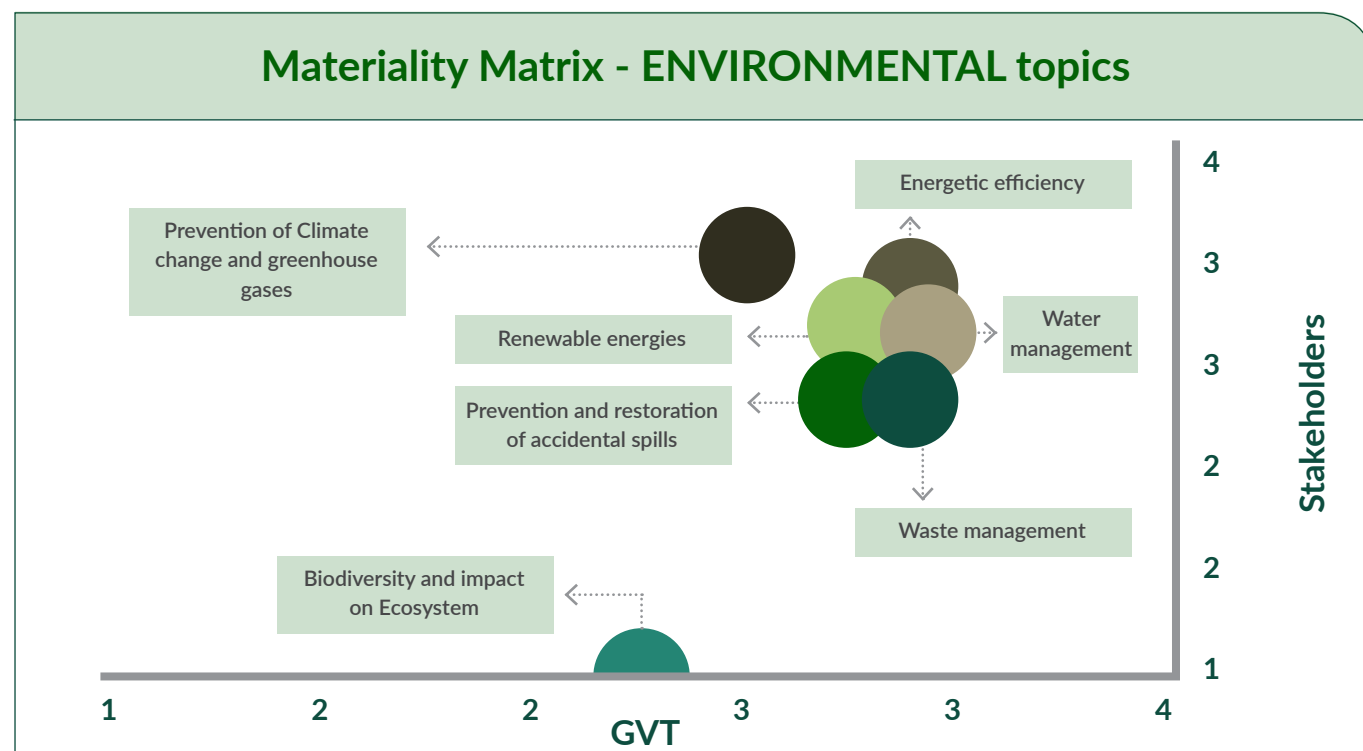 Materiality Matrix - ENVIRONMENTAL topics
Energetic efficiency
Prevention of Climate
change and greenhouse
gases
Renewable energies
Water
management
Prevention and restoration
of accidental spills
Waste management
Biodiversity and impact
on Ecosystem
4
3
3
2
2
1
Stakeholders
1 2 2 3 3 4
GVT